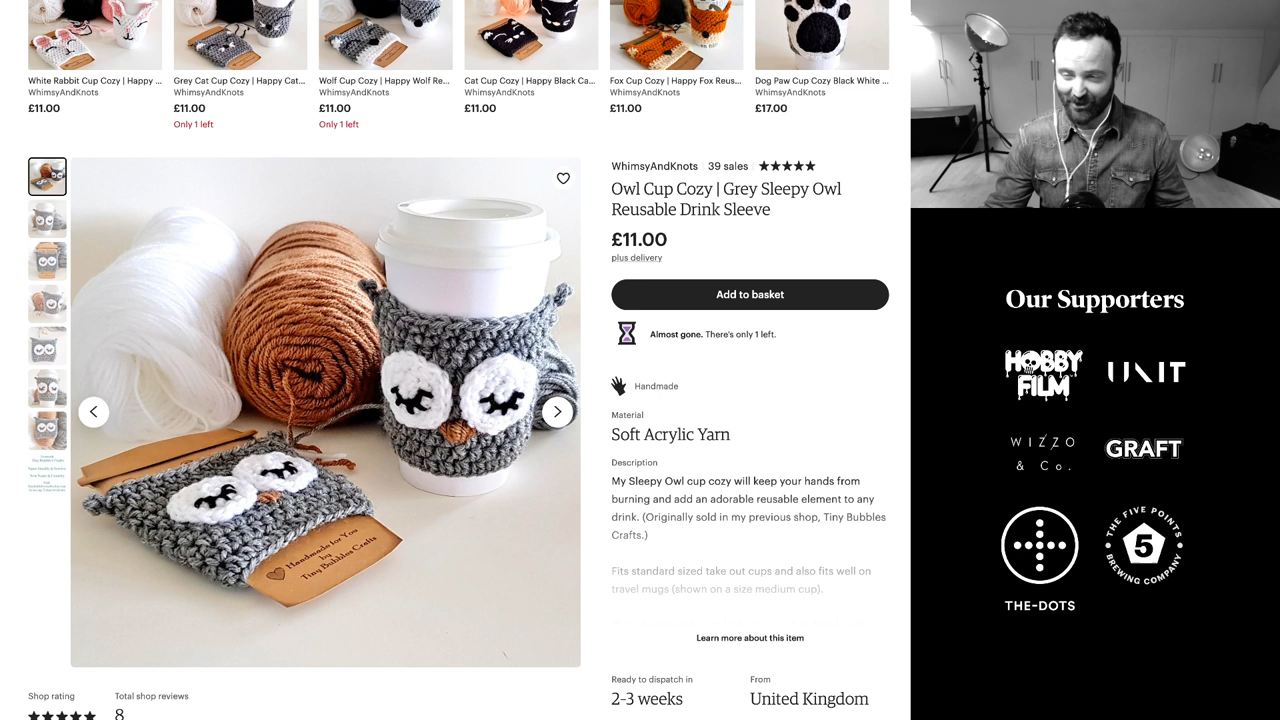 White Rabbit Cup Cozy | Happy ...
WhimsyAndKnots
£11.00
Grey Cat Cup Cozy | Happy Cat...
WhimsyAndKnots
£11.00
Only 1 left
Wolf Cup Cozy | Happy Wolf Re...
WhimsyAndKnots
£11.00
Only 1 left
Cat Cup Cozy | Happy Black Ca...
WhimsyAndKnots
£11.00
Fox Cup Cozy | Happy Fox Reus...
WhimsyAndKnots
£11.00
Dog Paw Cup Cozy Black White ...
WhimsyAndKnots
£17.00
Handmade for You
by
Tiny Bubbles Crafts
WhimsyAndKnots
39 sales
Owl Cup Cozy | Grey Sleepy Owl
Reusable Drink Sleeve
£11.00
plus delivery
Add to basket
Almost gone. There's only 1 left.
Handmade
Material
Soft Acrylic Yarn
Description
My Sleepy Owl cup cozy will keep your hands from
burning and add an adorable reusable element to any
drink. (Originally sold in my previous shop, Tiny Bubbles
Crafts.)
Fits standard sized take out cups and also fits well on
travel mugs (shown on a size medium cup).
Learn more about this item
Ready to dispatch in
2-3 weeks
From
United Kingdom
Shop rating
Total shop reviews
8
Our Supporters
HOBBY
FILM
UNIT
WIZZO
& Co.
GRAFT
THE-DOTS
THE FIVE POINTS
5
BREWING COMPANY